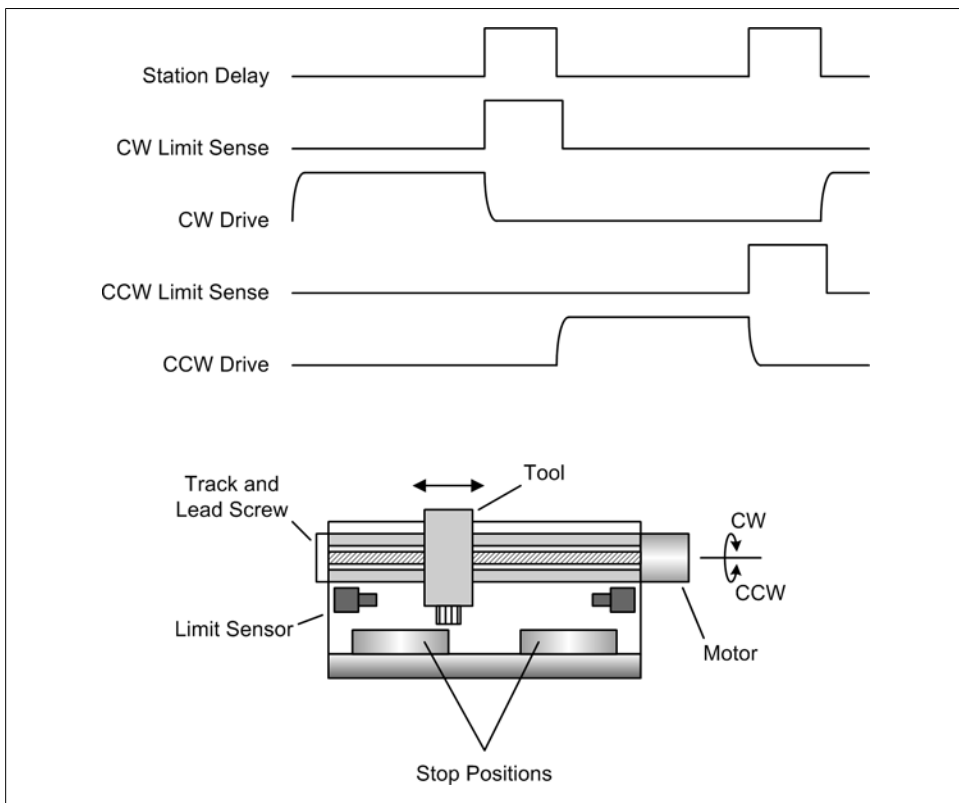 Station Delay
CW Limit Sense
CW Drive
CCW Limit Sense
CCW Drive
Track and
Lead Screw
Tool
CW
CCW
Limit Sensor
Motor
Stop Positions